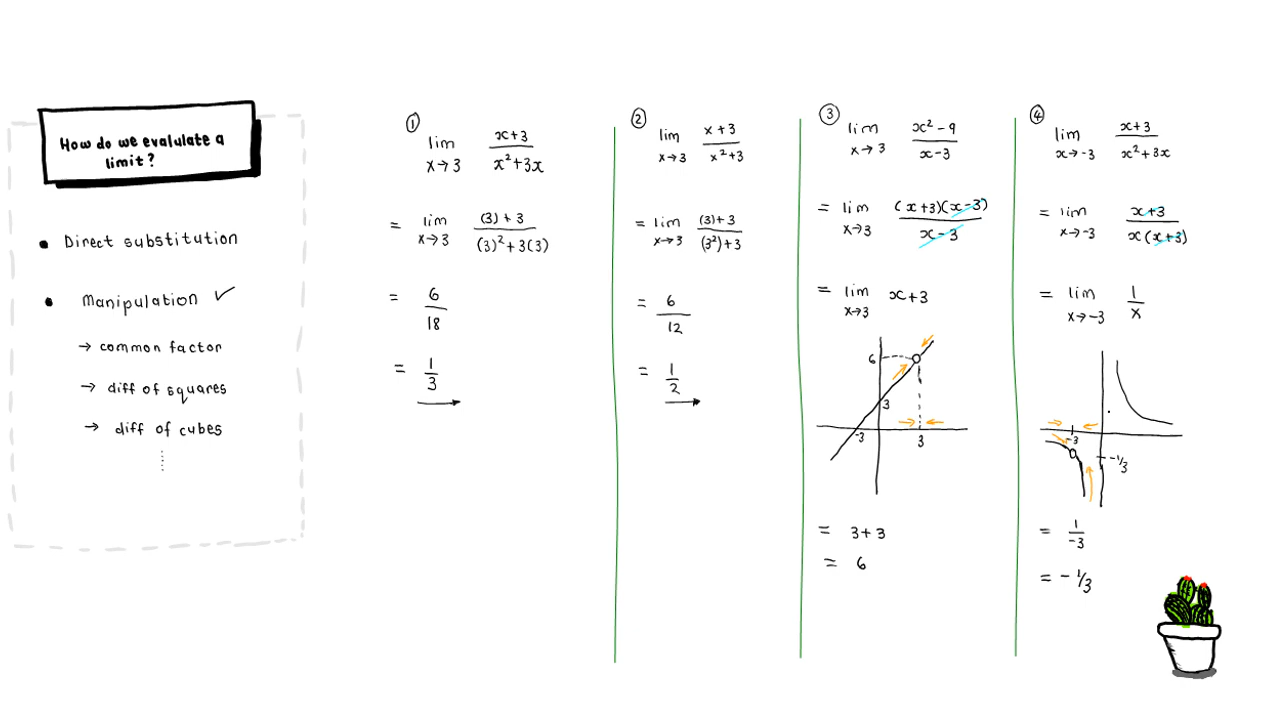 How do we evalulate a
limit?
• Direct substitution
• Manipulation ✓
→ common factor
→ diff of squares
→ diff of cubes
①
lim x→3 (x+3)/(x²+3x)
= lim x→3 ((3)+3)/((3)²+3(3))
= 6/18
= 1/3
②
lim x→3 (x+3)/(x²+3)
= lim x→3 ((3)+3)/((3²)+3)
= 6/12
= 1/2
③
lim x→3 (x²-9)/(x-3)
= lim x→3 ((x+3)(x-3))/(x-3)
= lim x→3 x+3
6
3
-3
3
= 3+3
= 6
④
lim x→-3 (x+3)/(x²+3x)
= lim x→-3 (x+3)/(x(x+3))
= lim x→-3 1/x
-3
-1/3
= 1/-3
= -1/3